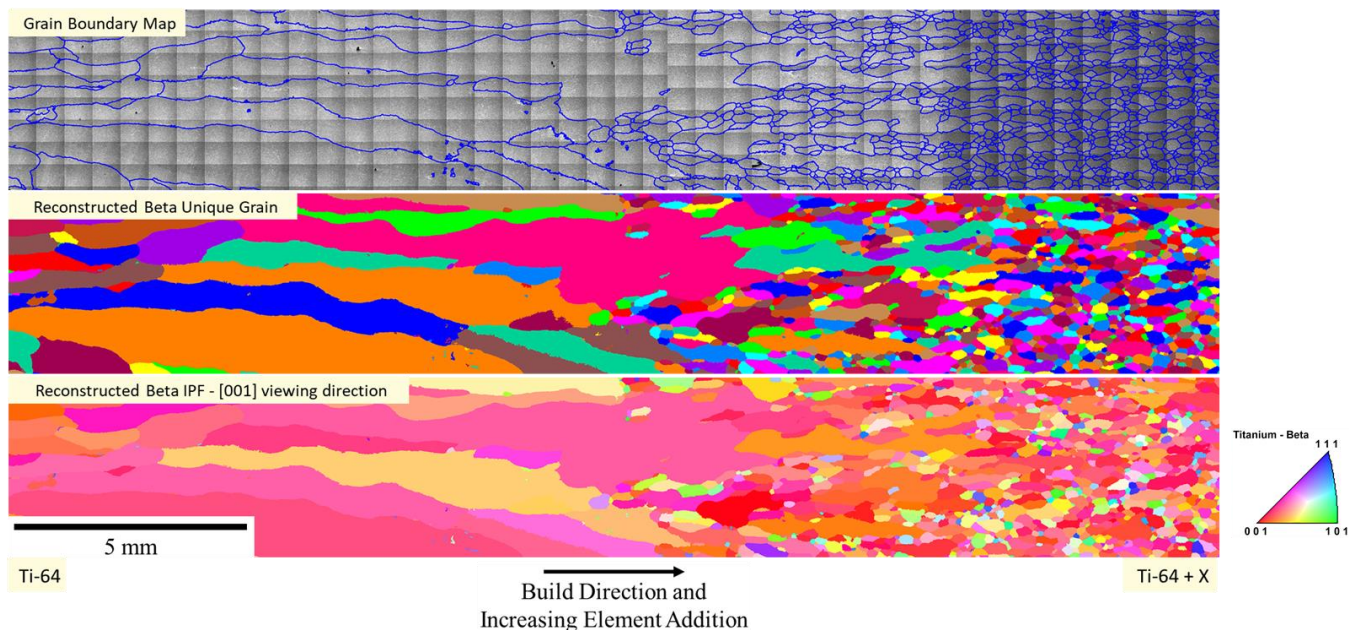 Grain Boundary Map
Reconstructed Beta Unique Grain
Reconstructed Beta IPF - [001] viewing direction
Titanium - Beta
1 1 1
0 0 1
1 0 1
5 mm
Ti-64
Build Direction and
Increasing Element Addition
Ti-64 + X